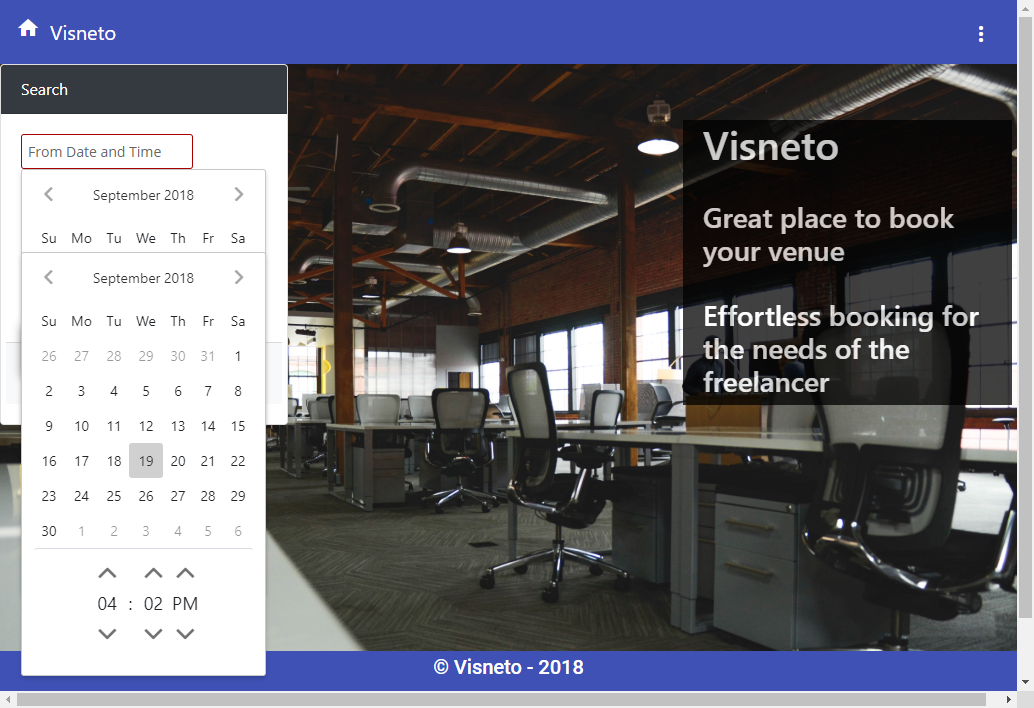 Visneto
Search
From Date and Time
September 2018
Su Mo Tu We Th Fr Sa
September 2018
Su Mo Tu We Th Fr Sa
26 27 28 29 30 31 1
2 3 4 5 6 7 8
9 10 11 12 13 14 15
16 17 18 19 20 21 22
23 24 25 26 27 28 29
30 1 2 3 4 5 6
04 : 02 PM
Visneto
Great place to book
your venue
Effortless booking for
the needs of the
freelancer
© Visneto - 2018